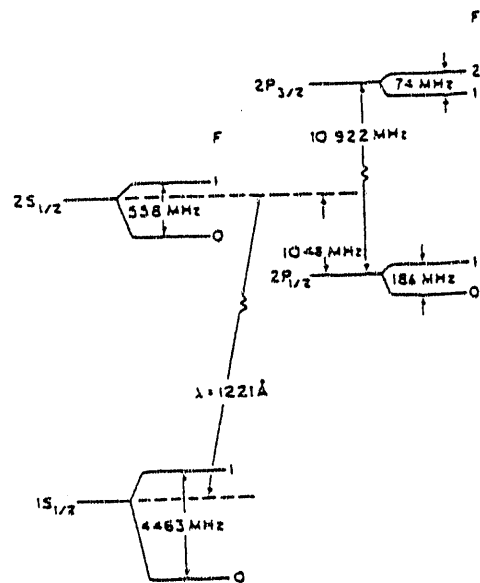 F
2P3/2
2
74 MHz
1
10 922 MHz
F
2S1/2
1
558 MHz
0
1048 MHz
2P1/2
1
186 MHz
0
λ = 1221 Å
1S1/2
1
4463 MHz
0